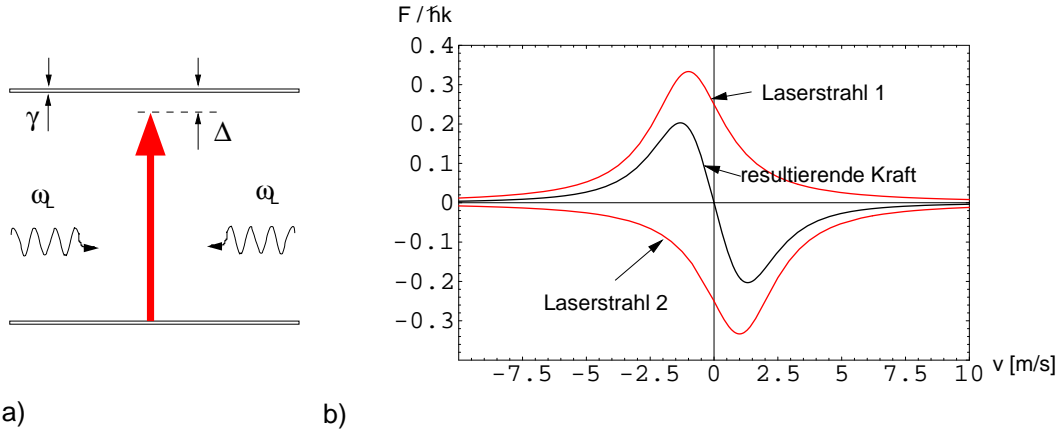 γ
Δ
ω_L
ω_L
a)
F / ℏk
0.4
0.3
0.2
0.1
0
-0.1
-0.2
-0.3
Laserstrahl 1
resultierende Kraft
Laserstrahl 2
-7.5 -5 -2.5 0 2.5 5 7.5 10 v [m/s]
b)